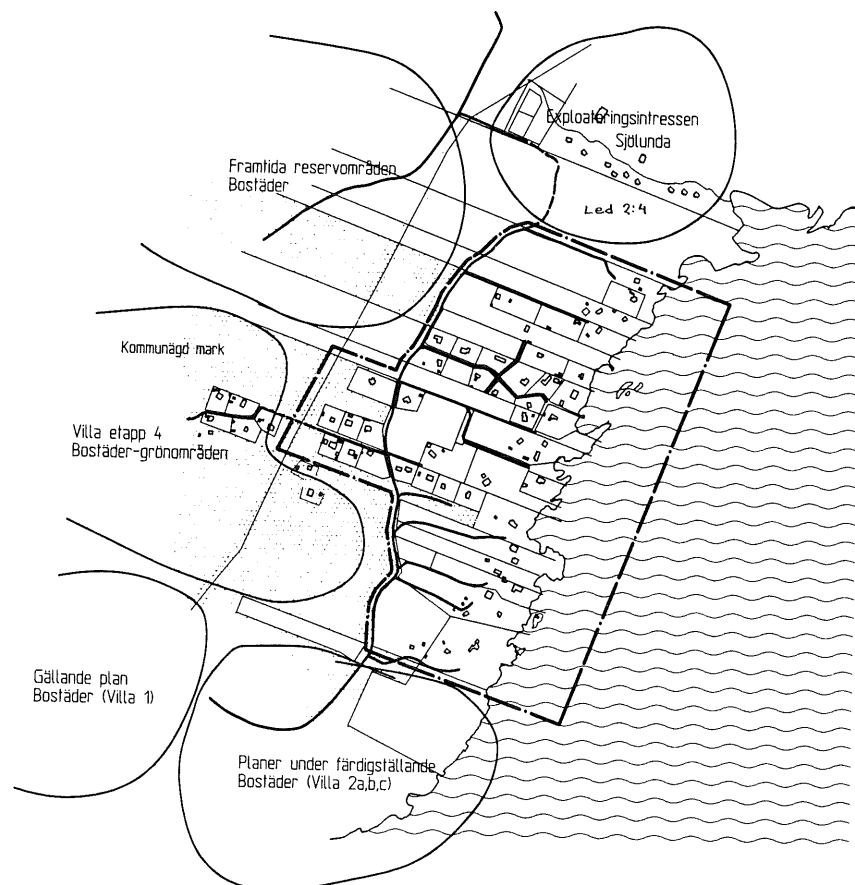 Exploateringsintressen
Sjölunda
Led 2:4
Framtida reservområden
Bostäder
Kommunägd mark
Villa etapp 4
Bostäder-grönområden
Gällande plan
Bostäder (Villa 1)
Planer under färdigställande
Bostäder (Villa 2a,b,c)